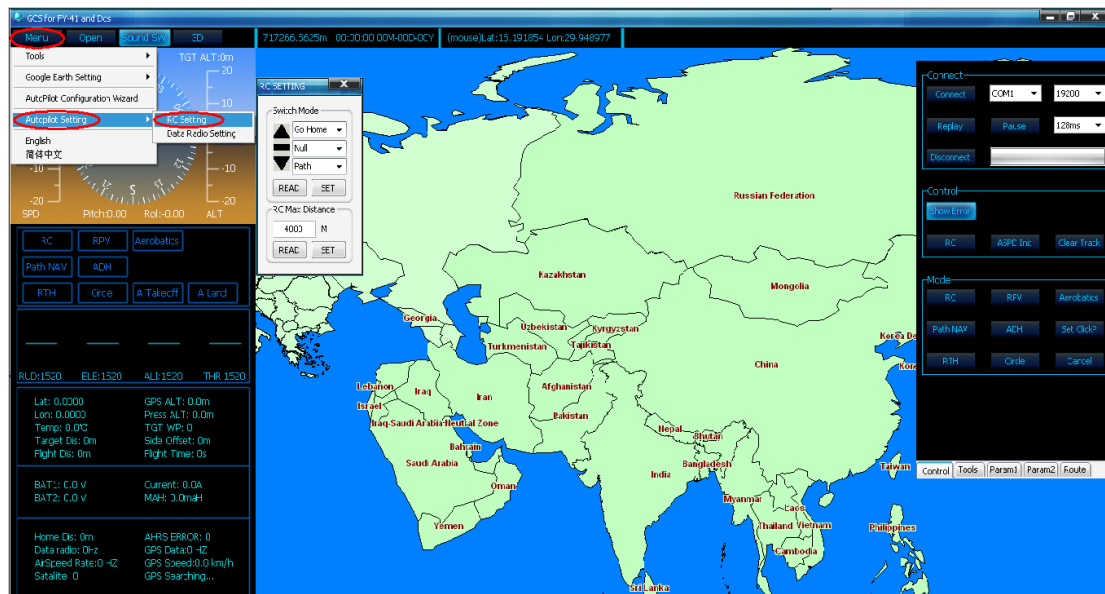 GCS for FY-41 and Dcs
Menu Open Sound SW 3D 717266.5625m 00:00:00 00M-00D-00Y (mouse)Lat:15.191854 Lon:29.948977
Tools
Google Earth Setting
AutoPilot Configuration Wizard
Autopilot Setting
English
简体中文
RC Setting
Data Radio Setting
TGT ALT:0m
20
10
-10 -10
-20 -20
S
SPD Pitch:0.00 Rol:-0.00 ALT
RC RPV Aerobatics
Path NAV ADH
RTH Circe A Takeoff A Land
RUD:1520 ELE:1520 ALI:1520 THR 1520
Lat: 0.0000 GPS ALT: 0.0m
Lon: 0.0000 Press ALT: 0.0m
Temp: 0.0℃ TGT WP: 0
Target Dis: 0m Side Offset: 0m
Flight Dis: 0m Flight Time: 0s
BAT1: 0.0 V Current: 0.0A
BAT2: 0.0 V MAH: 0.0maH
Home Dis: 0m AHRS ERROR: 0
Data radio: 0Hz GPS Data:0 HZ
AirSpeed Rate:0 HZ GPS Speed:0.0 km/h
Satalite 0 GPS Searching...
RC SETTING X
Switch Mode
Go Home
Null
Path
READ SET
RC Max Distance
4000 M
READ SET
Russian Federation
Kazakhstan
Mongolia
Georgia
Uzbekistan
Kyrgyzstan
Turkmenistan
Tajikistan
Korea De
Kor
China
Lebanon
Iraq
Iran
Afghanistan
Israel
Pakistan
Iraq-Saudi Arabia Neutral Zone
Nepal
Bhutan
Bahrain
Saudi Arabia
India
Bangladesh
Taiwan
Oman
Myanmar
Laos
Yemen
Thailand
Vietnam
Philippines
Cambodia
Sri Lanka
Connect
Connect COM1 19200
Replay Pause 128ms
Disconnect
Control
Show Error
RC ASPD Ini Clear Track
Mode
RC RPV Aerobatics
Path NAV ADH Set Click?
RTH Circle Cancel
Control Tools Param1 Param2 Route